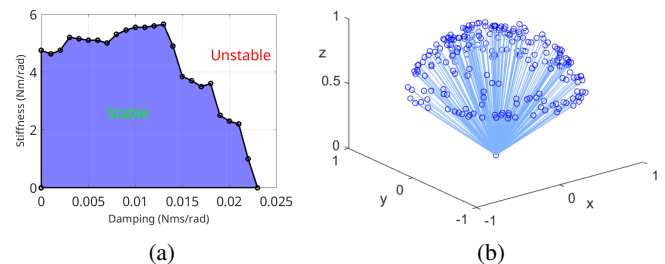 6
4
2
0
Stiffness (Nm/rad)
Unstable
Stable
0
0.005
0.01
0.015
0.02
0.025
Damping (Nms/rad)
(a)
1
z
0.5
0
1
y
0
-1
-1
0
x
1
(b)